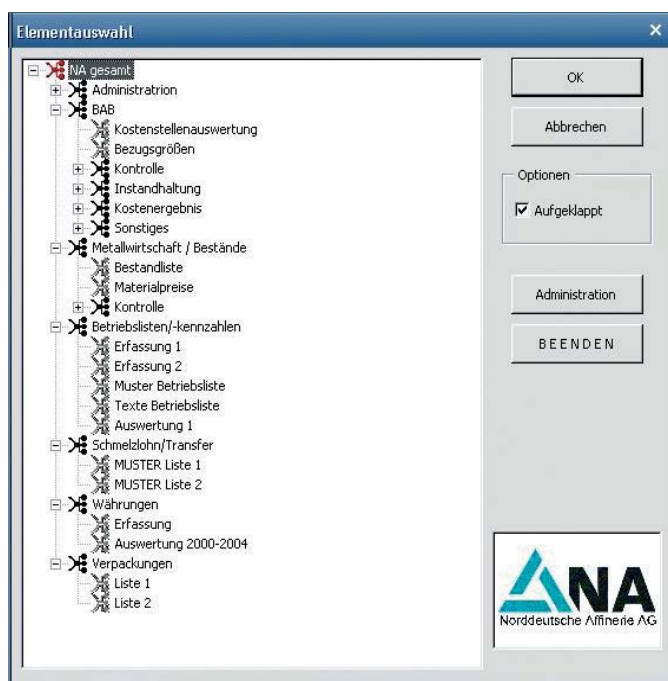 Elementauswahl
NA gesamt
Administratrion
BAB
Kostenstellenauswertung
Bezugsgrößen
Kontrolle
Instandhaltung
Kostenergebnis
Sonstiges
Metallwirtschaft / Bestände
Bestandliste
Materialpreise
Kontrolle
Betriebslisten/-kennzahlen
Erfassung 1
Erfassung 2
Muster Betriebsliste
Texte Betriebsliste
Auswertung 1
Schmelzlohn/Transfer
MUSTER Liste 1
MUSTER Liste 2
Währungen
Erfassung
Auswertung 2000-2004
Verpackungen
Liste 1
Liste 2
OK
Abbrechen
Optionen
Aufgeklappt
Administration
BEENDEN
NA
Norddeutsche Affinerie AG